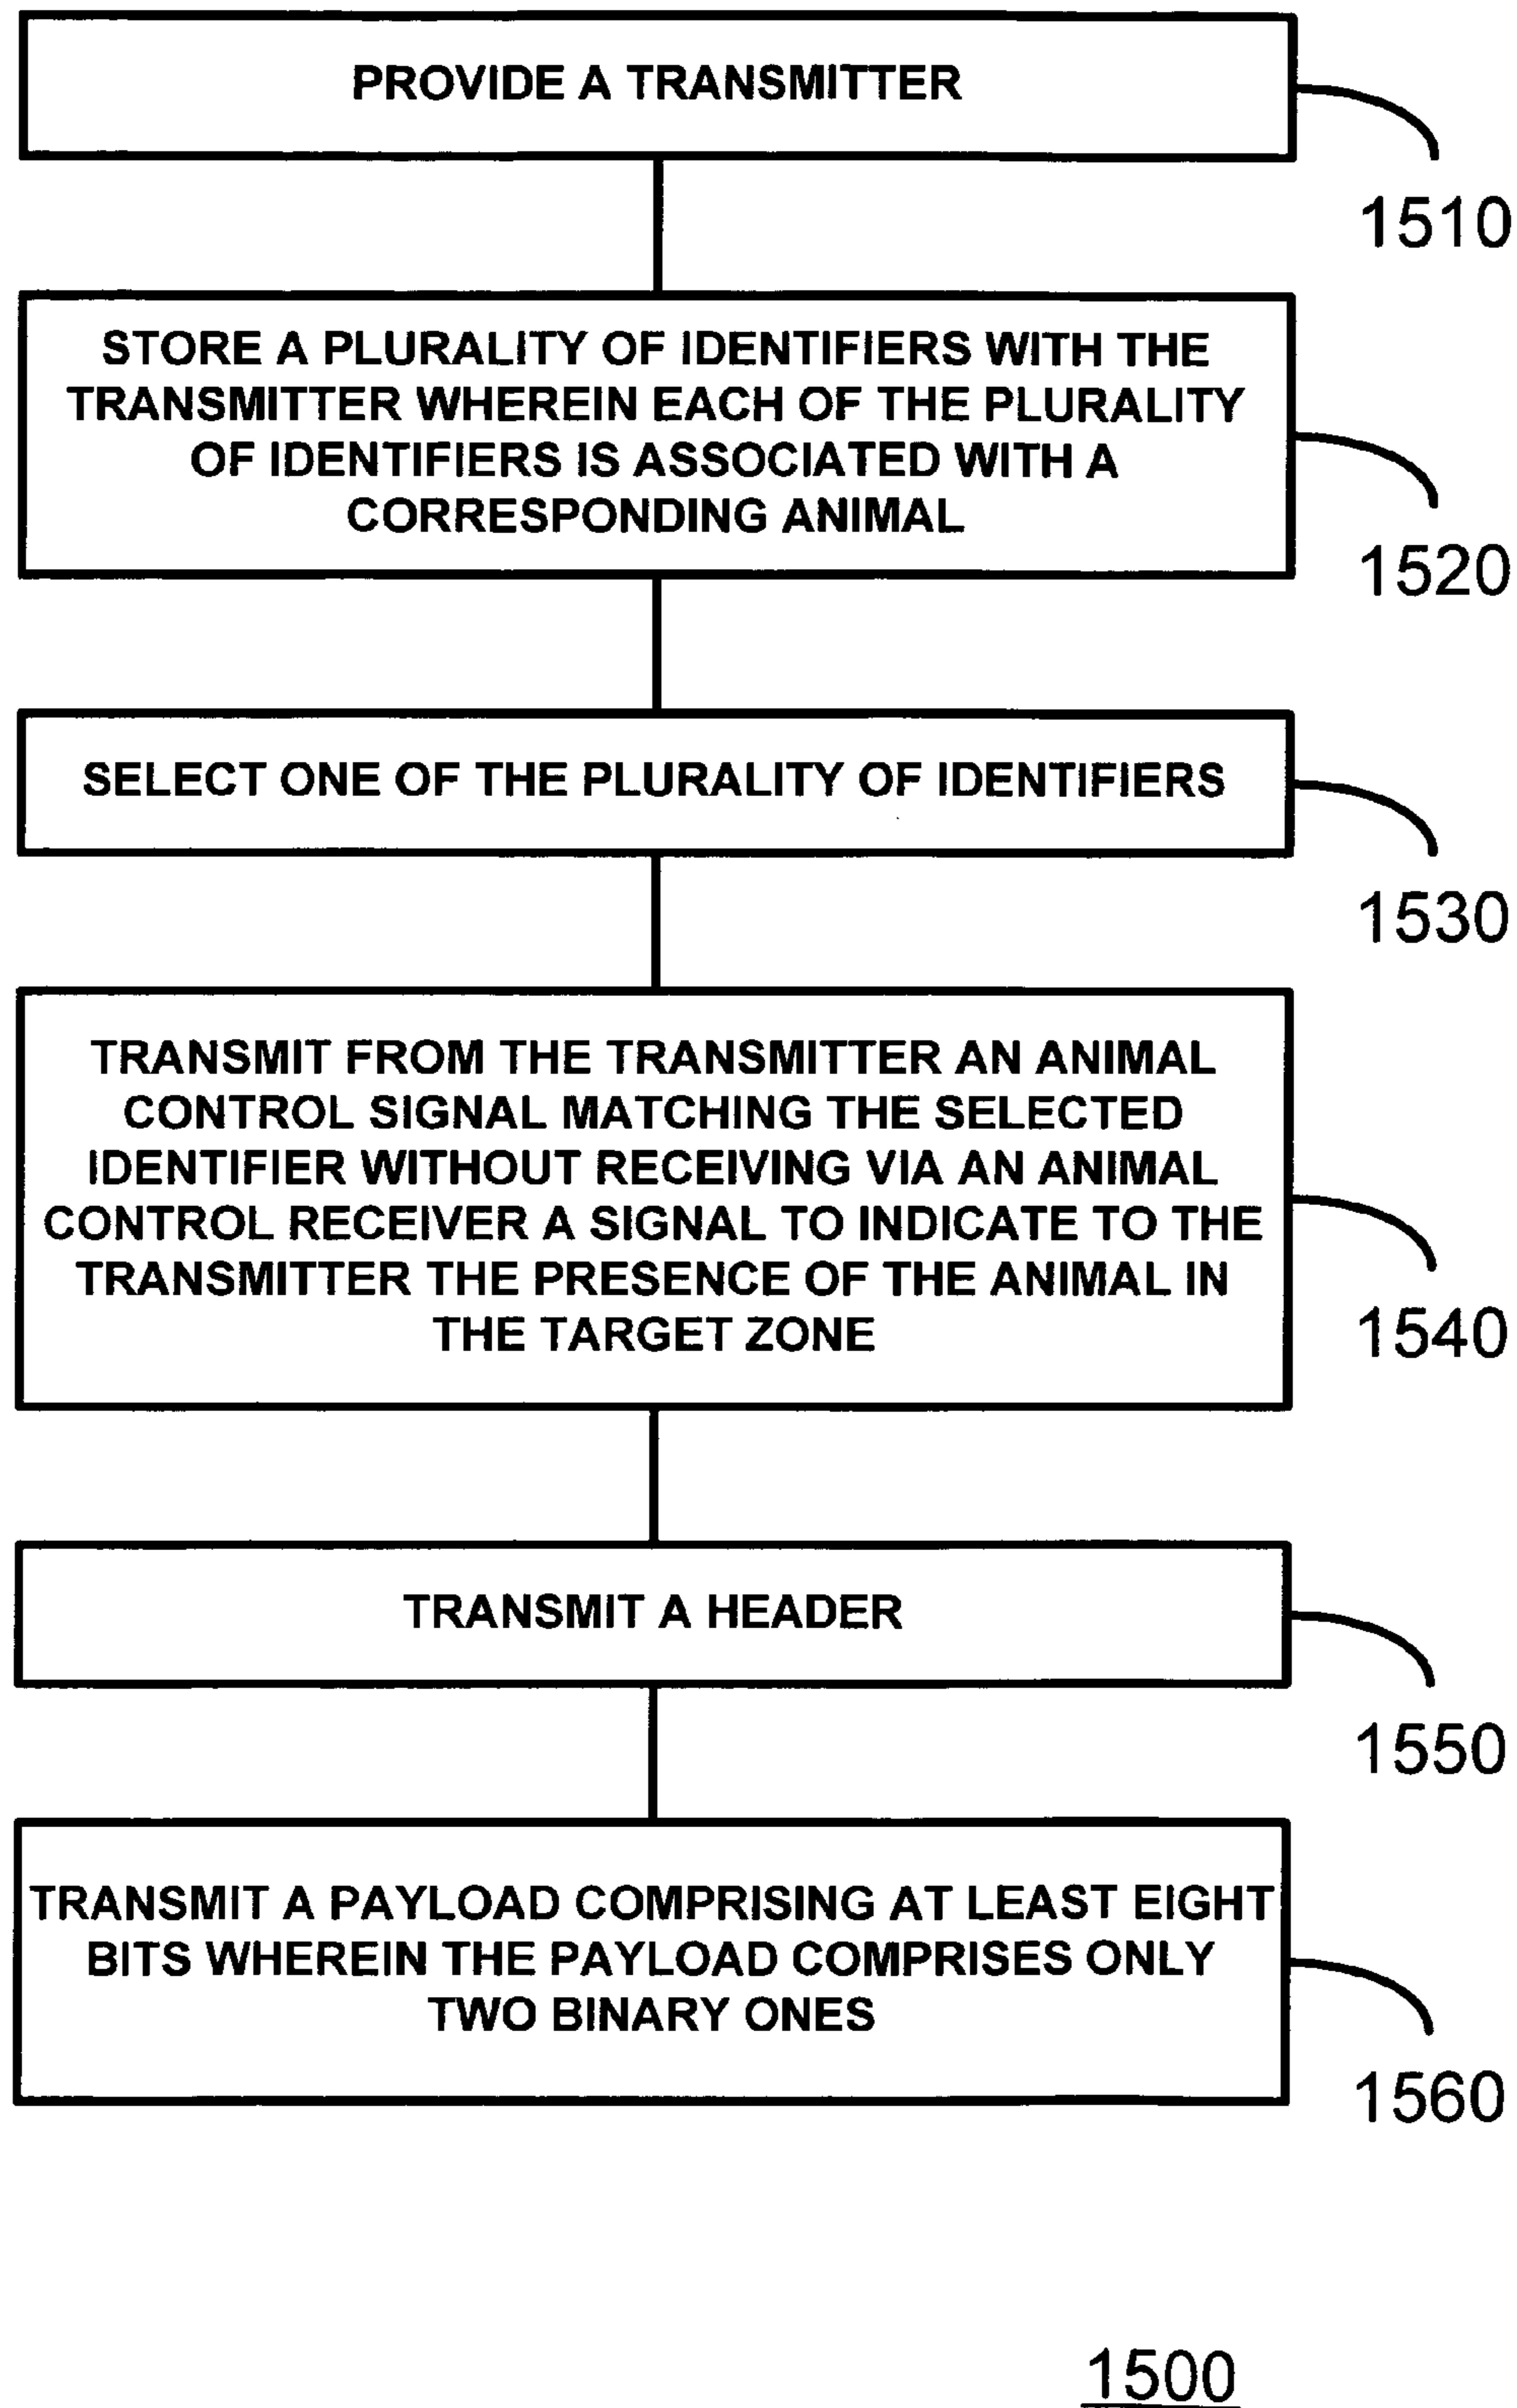 PROVIDE A TRANSMITTER
1510
STORE A PLURALITY OF IDENTIFIERS WITH THE
TRANSMITTER WHEREIN EACH OF THE PLURALITY
OF IDENTIFIERS IS ASSOCIATED WITH A
CORRESPONDING ANIMAL
1520
SELECT ONE OF THE PLURALITY OF IDENTIFIERS
1530
TRANSMIT FROM THE TRANSMITTER AN ANIMAL
CONTROL SIGNAL MATCHING THE SELECTED
IDENTIFIER WITHOUT RECEIVING VIA AN ANIMAL
CONTROL RECEIVER A SIGNAL TO INDICATE TO THE
TRANSMITTER THE PRESENCE OF THE ANIMAL IN
THE TARGET ZONE
1540
TRANSMIT A HEADER
1550
TRANSMIT A PAYLOAD COMPRISING AT LEAST EIGHT
BITS WHEREIN THE PAYLOAD COMPRISES ONLY
TWO BINARY ONES
1560
1500